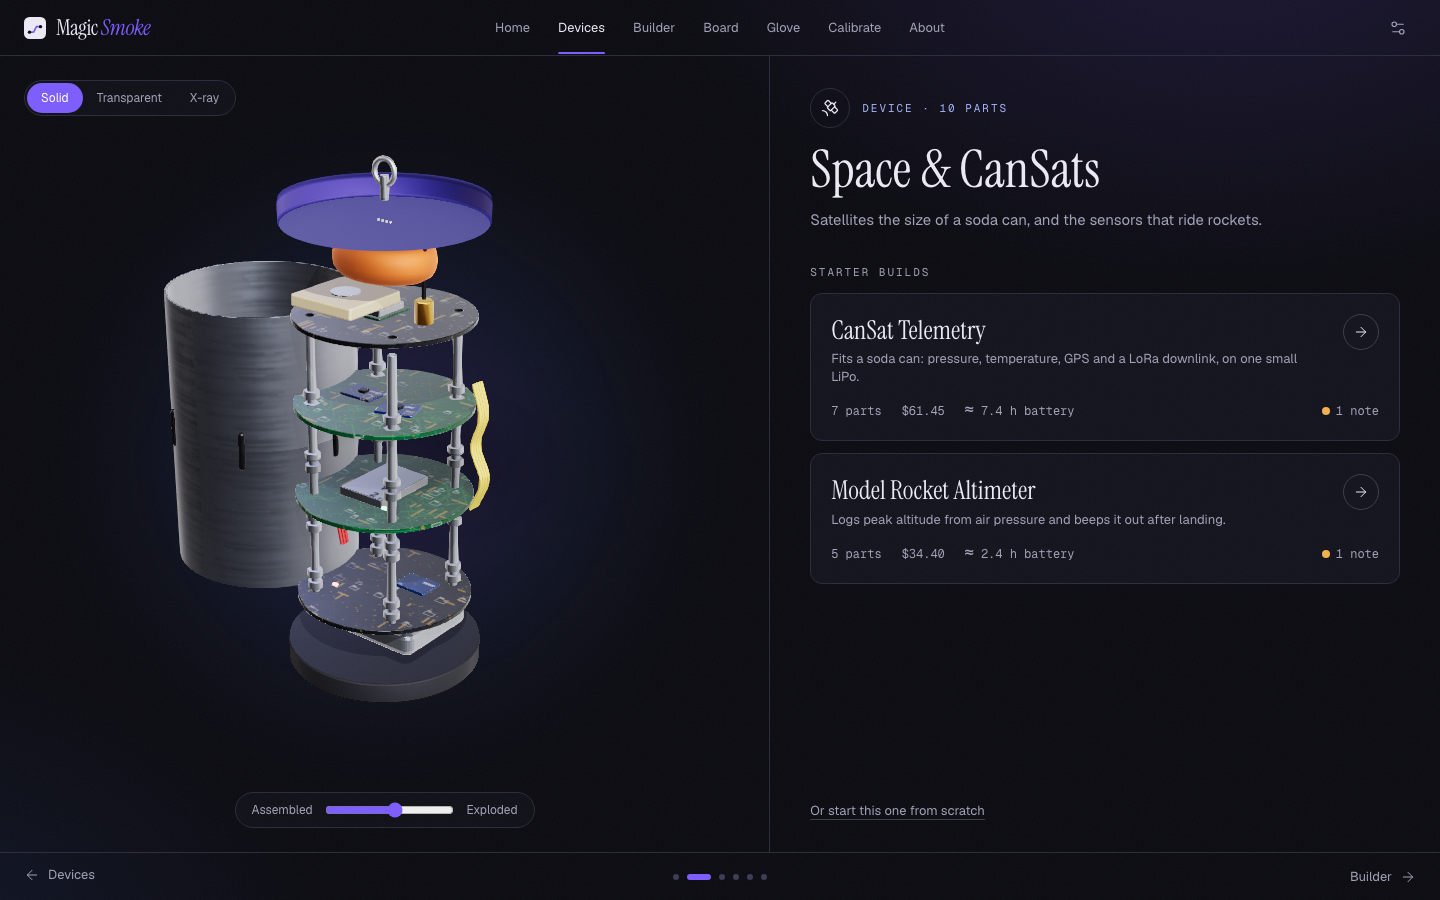 Magic Smoke
Home
Devices
Builder
Board
Glove
Calibrate
About
Solid
Transparent
X-ray
Assembled
Exploded
DEVICE · 10 PARTS
Space & CanSats
Satellites the size of a soda can, and the sensors that ride rockets.
STARTER BUILDS
CanSat Telemetry
Fits a soda can: pressure, temperature, GPS and a LoRa downlink, on one small
LiPo.
7 parts $61.45 ≈ 7.4 h battery 1 note
Model Rocket Altimeter
Logs peak altitude from air pressure and beeps it out after landing.
5 parts $34.40 ≈ 2.4 h battery 1 note
Or start this one from scratch
Devices
Builder